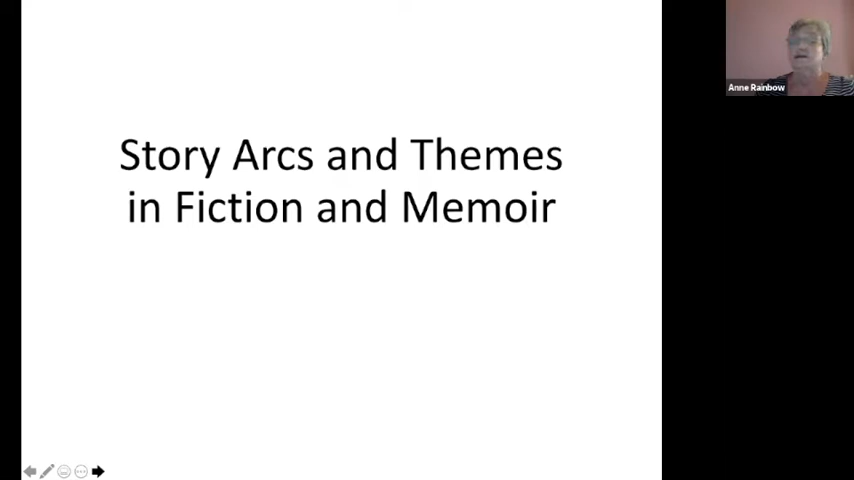 Story Arcs and Themes
in Fiction and Memoir
Anne Rainbow